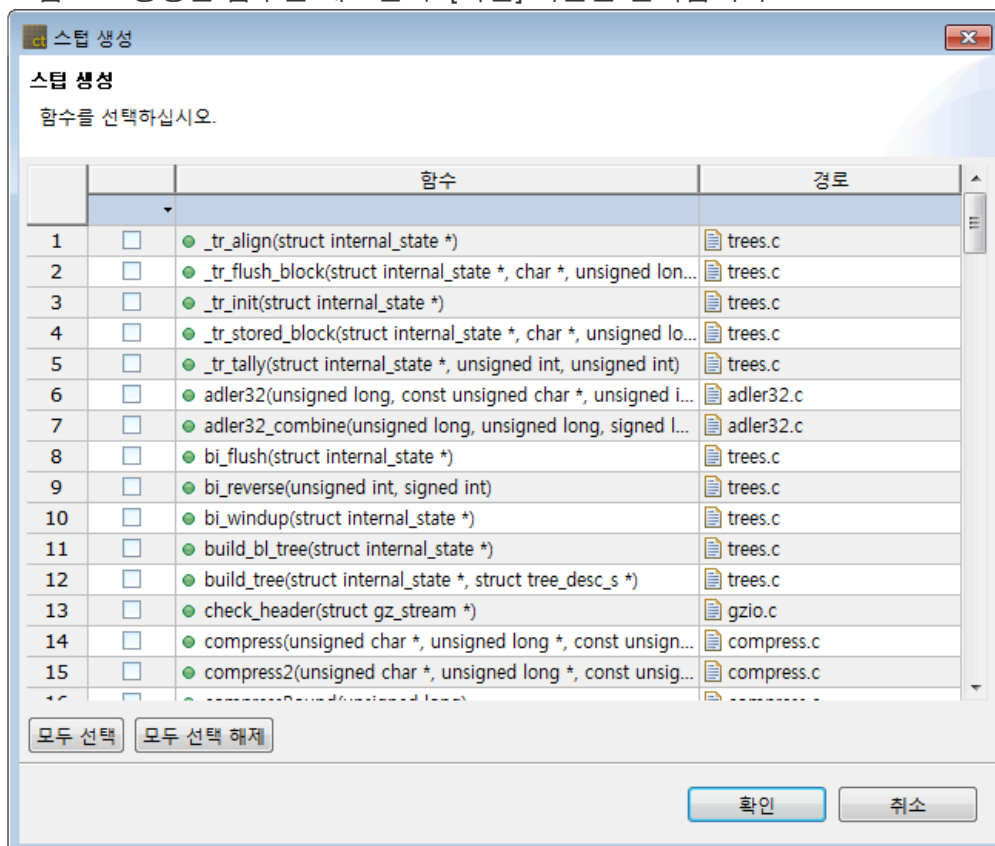 ct 스텁 생성
스텁 생성
함수를 선택하십시오.
함수 경로
1 _tr_align(struct internal_state *) trees.c
2 _tr_flush_block(struct internal_state *, char *, unsigned lon... trees.c
3 _tr_init(struct internal_state *) trees.c
4 _tr_stored_block(struct internal_state *, char *, unsigned lo... trees.c
5 _tr_tally(struct internal_state *, unsigned int, unsigned int) trees.c
6 adler32(unsigned long, const unsigned char *, unsigned i... adler32.c
7 adler32_combine(unsigned long, unsigned long, signed l... adler32.c
8 bi_flush(struct internal_state *) trees.c
9 bi_reverse(unsigned int, signed int) trees.c
10 bi_windup(struct internal_state *) trees.c
11 build_bl_tree(struct internal_state *) trees.c
12 build_tree(struct internal_state *, struct tree_desc_s *) trees.c
13 check_header(struct gz_stream *) gzio.c
14 compress(unsigned char *, unsigned long *, const unsign... compress.c
15 compress2(unsigned char *, unsigned long *, const unsig... compress.c
모두 선택 모두 선택 해제
확인 취소